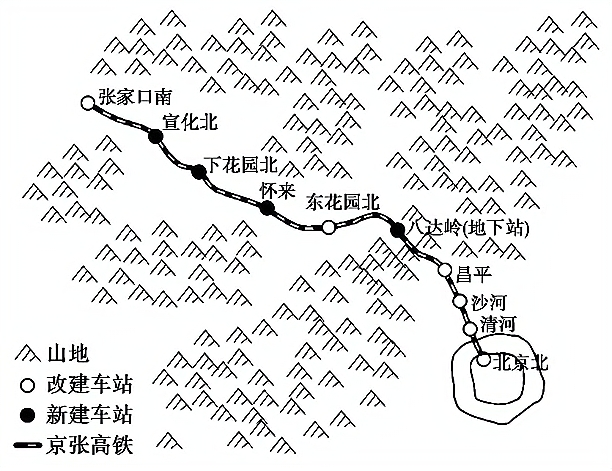 张家口南
宣化北
下花园北
怀来
东花园北
八达岭(地下站)
昌平
沙河
清河
北京北
山地
改建车站
新建车站
京张高铁